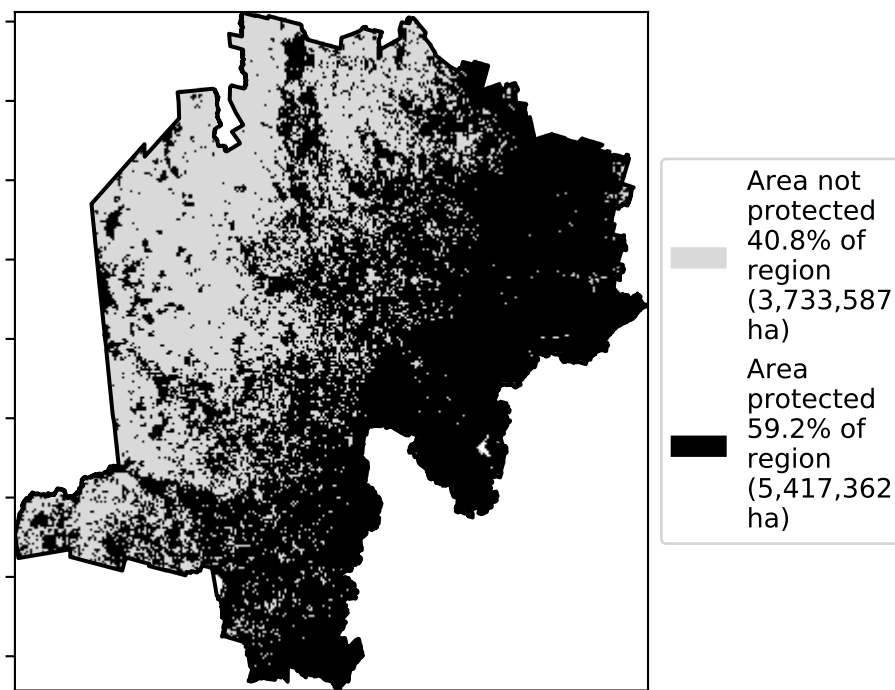 Area not
protected
40.8% of
region
(3,733,587
ha)
Area
protected
59.2% of
region
(5,417,362
ha)